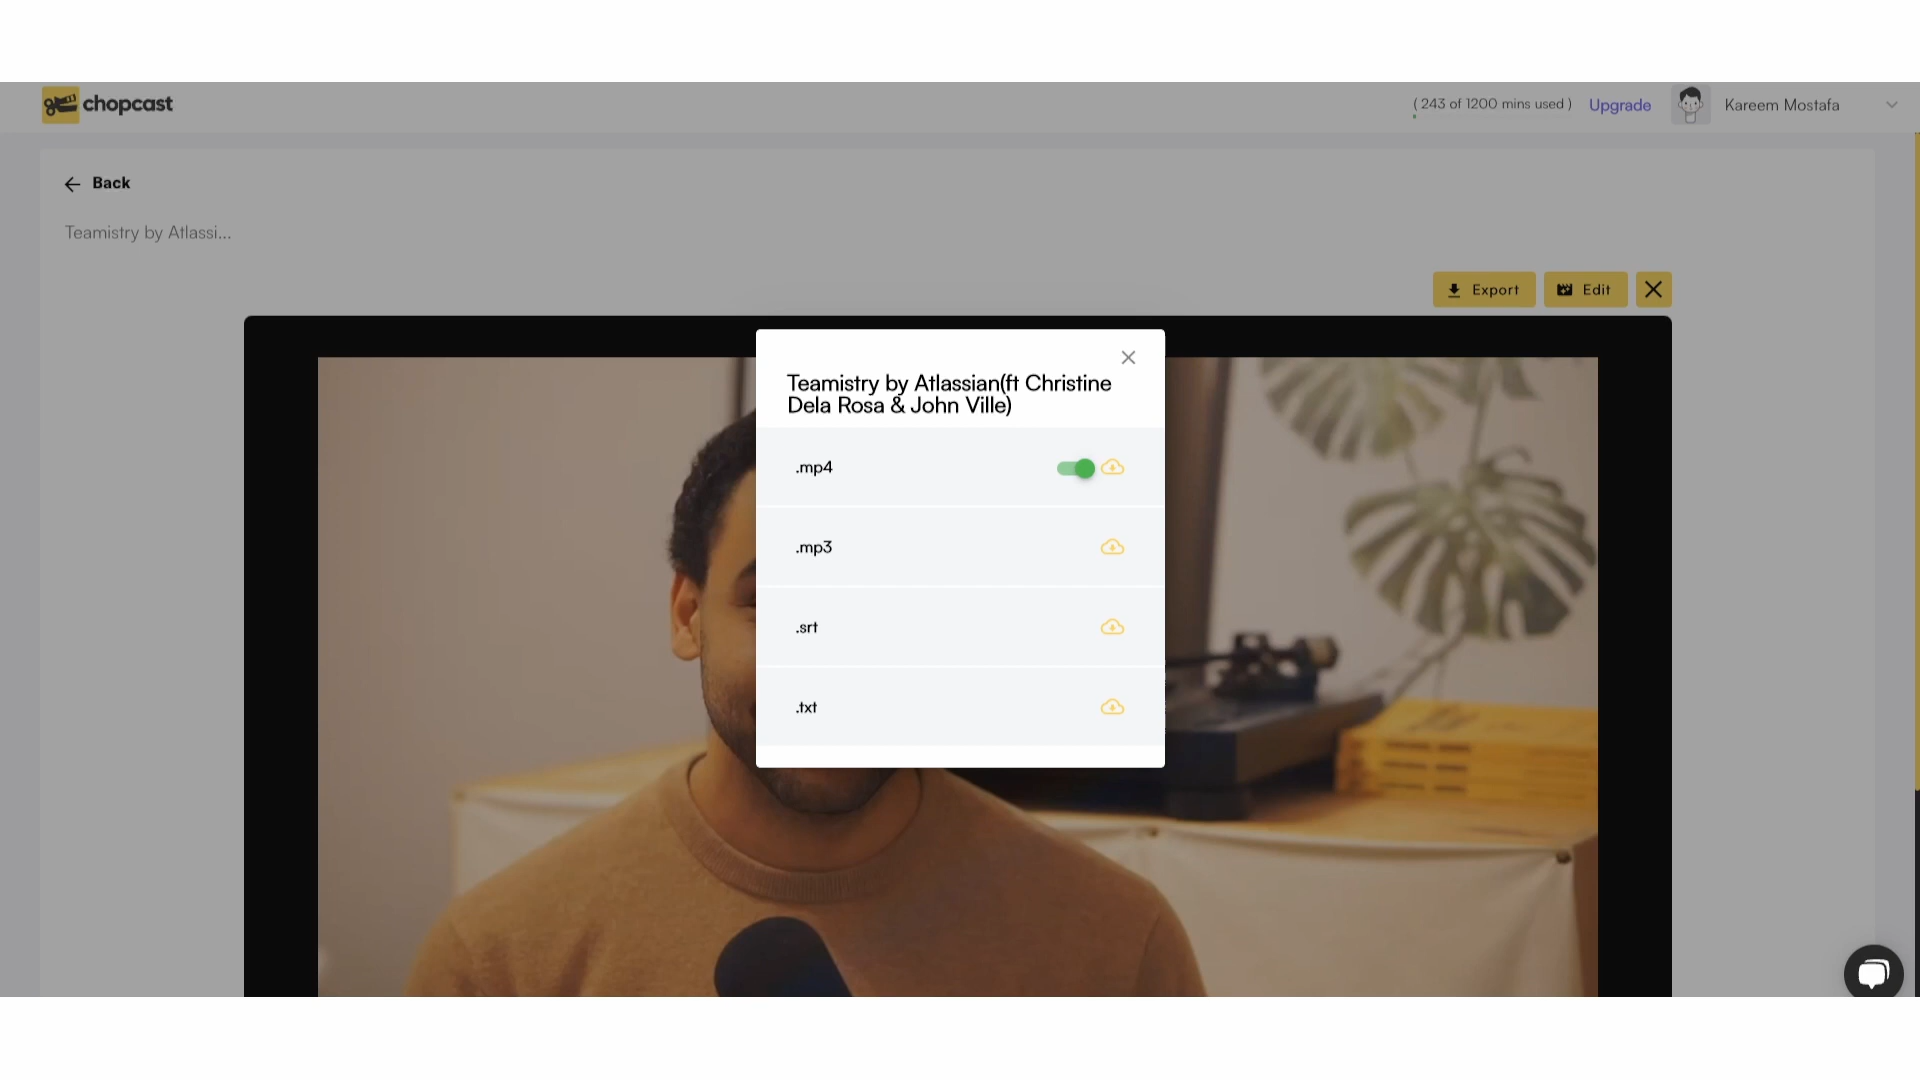 chopcast
( 243 of 1200 mins used )
Upgrade
Kareem Mostafa
Back
Teamistry by Atlassi...
Export
Edit
Teamistry by Atlassian(ft Christine
Dela Rosa & John Ville)
.mp4
.mp3
.srt
.txt